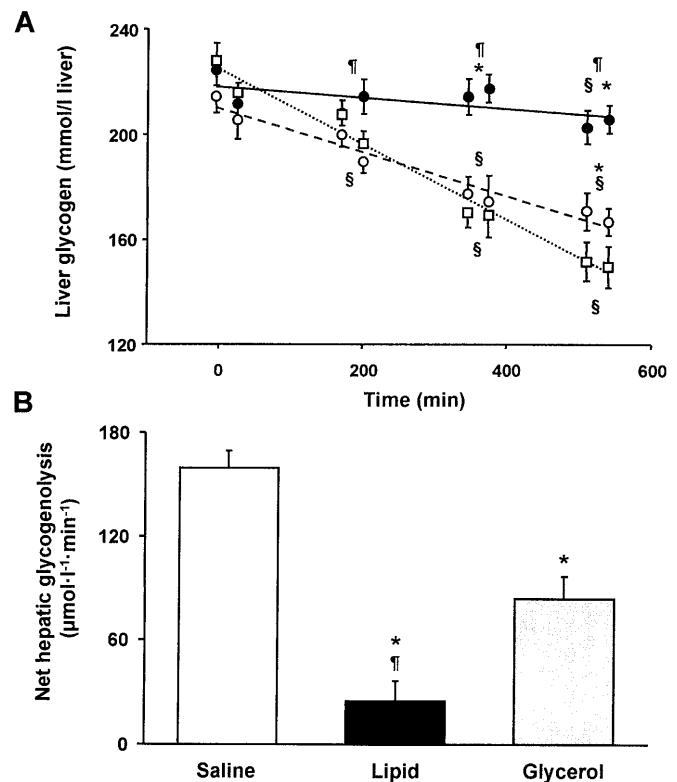 A
Liver glycogen (mmol/l liver)
240
200
160
120
¶
¶
*
¶
§ *
§
§
§
*
§
§
0 200 400 600
Time (min)
B
Net hepatic glycogenolysis
(µmol·l⁻¹·min⁻¹)
180
120
60
0
*
¶
*
Saline Lipid Glycerol